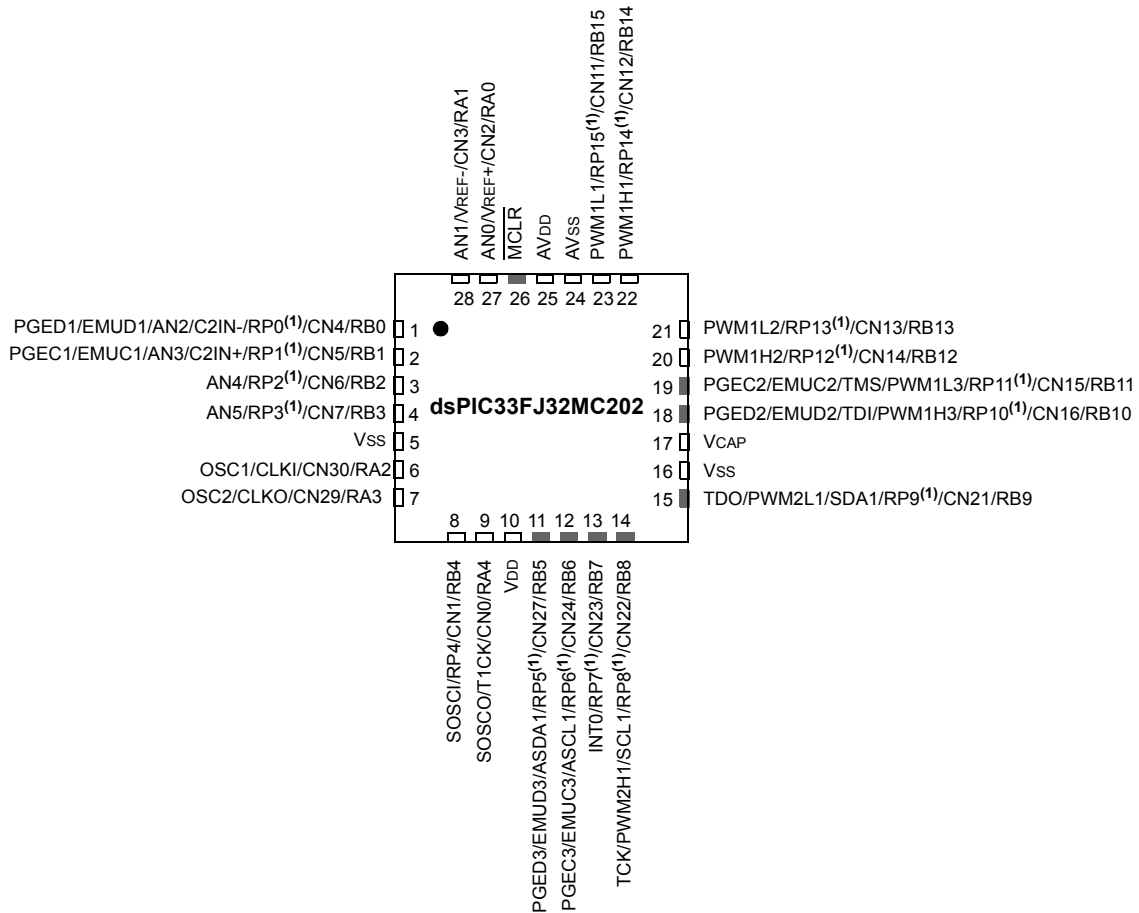 AN1/VREF-/CN3/RA1
AN0/VREF+/CN2/RA0
MCLR
AVDD
AVSS
PWM1L1/RP15(1)/CN11/RB15
PWM1H1/RP14(1)/CN12/RB14
28 27 26 25 24 23 22
PGED1/EMUD1/AN2/C2IN-/RP0(1)/CN4/RB0 1
PGEC1/EMUC1/AN3/C2IN+/RP1(1)/CN5/RB1 2
AN4/RP2(1)/CN6/RB2 3
AN5/RP3(1)/CN7/RB3 4
VSS 5
OSC1/CLKI/CN30/RA2 6
OSC2/CLKO/CN29/RA3 7
dsPIC33FJ32MC202
21 PWM1L2/RP13(1)/CN13/RB13
20 PWM1H2/RP12(1)/CN14/RB12
19 PGEC2/EMUC2/TMS/PWM1L3/RP11(1)/CN15/RB11
18 PGED2/EMUD2/TDI/PWM1H3/RP10(1)/CN16/RB10
17 VCAP
16 VSS
15 TDO/PWM2L1/SDA1/RP9(1)/CN21/RB9
8 9 10 11 12 13 14
SOSCI/RP4/CN1/RB4
SOSCO/T1CK/CN0/RA4
VDD
PGED3/EMUD3/ASDA1/RP5(1)/CN27/RB5
PGEC3/EMUC3/ASCL1/RP6(1)/CN24/RB6
INT0/RP7(1)/CN23/RB7
TCK/PWM2H1/SCL1/RP8(1)/CN22/RB8